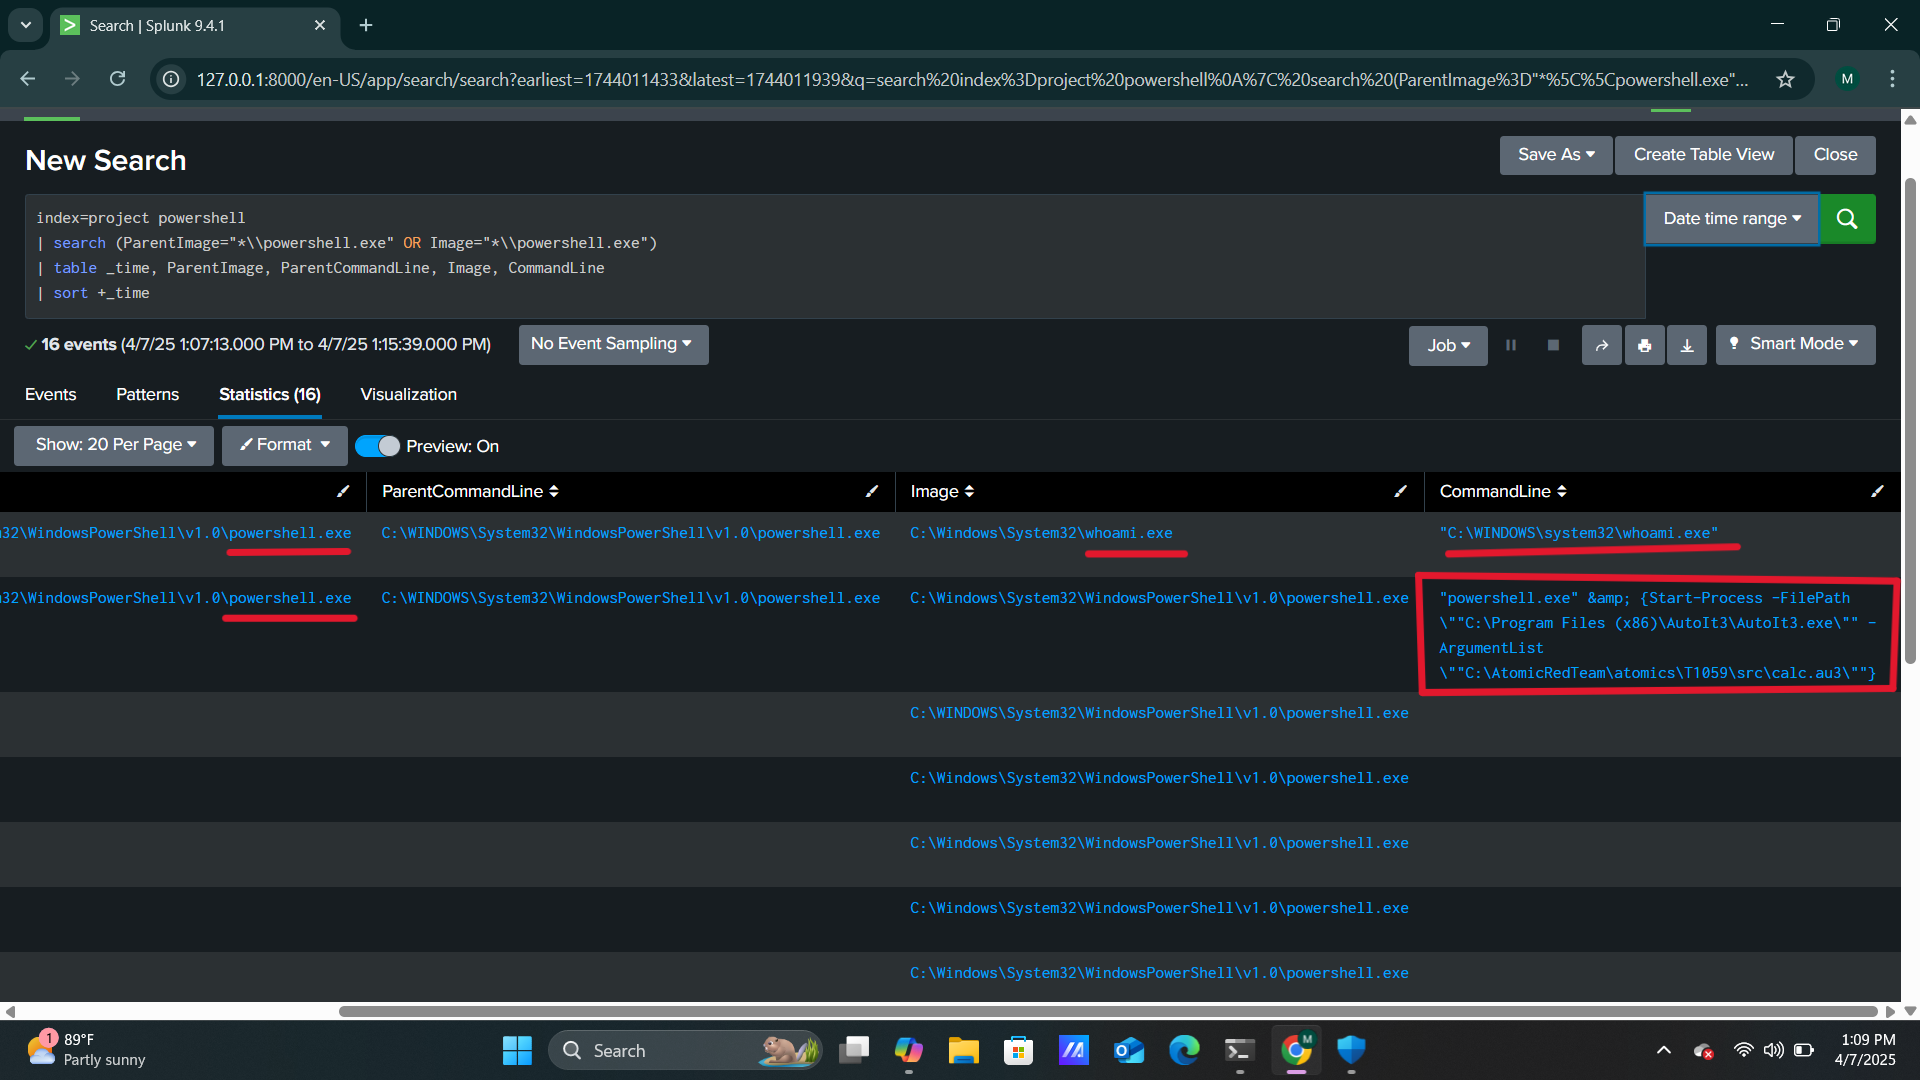 Search | Splunk 9.4.1
127.0.0.1:8000/en-US/app/search/search?earliest=1744011433&latest=1744011939&q=search%20index%3Dproject%20powershell%0A%7C%20search%20(ParentImage%3D"*%5C%5Cpowershell.exe"...
M
New Search
Save As
Create Table View
Close
index=project powershell
| search (ParentImage="*\\powershell.exe" OR Image="*\\powershell.exe")
| table _time, ParentImage, ParentCommandLine, Image, CommandLine
| sort +_time
Date time range
16 events (4/7/25 1:07:13.000 PM to 4/7/25 1:15:39.000 PM)
No Event Sampling
Job
Smart Mode
Events
Patterns
Statistics (16)
Visualization
Show: 20 Per Page
Format
Preview: On
ParentCommandLine
Image
CommandLine
32\WindowsPowerShell\v1.0\powershell.exe
C:\WINDOWS\System32\WindowsPowerShell\v1.0\powershell.exe
C:\Windows\System32\whoami.exe
"C:\WINDOWS\system32\whoami.exe"
32\WindowsPowerShell\v1.0\powershell.exe
C:\WINDOWS\System32\WindowsPowerShell\v1.0\powershell.exe
C:\Windows\System32\WindowsPowerShell\v1.0\powershell.exe
"powershell.exe" &amp; {Start-Process -FilePath
\""C:\Program Files (x86)\AutoIt3\AutoIt3.exe\"" -
ArgumentList
\""C:\AtomicRedTeam\atomics\T1059\src\calc.au3\""}
C:\WINDOWS\System32\WindowsPowerShell\v1.0\powershell.exe
C:\Windows\System32\WindowsPowerShell\v1.0\powershell.exe
C:\Windows\System32\WindowsPowerShell\v1.0\powershell.exe
C:\Windows\System32\WindowsPowerShell\v1.0\powershell.exe
C:\Windows\System32\WindowsPowerShell\v1.0\powershell.exe
1
89°F
Partly sunny
Search
M
1:09 PM
4/7/2025